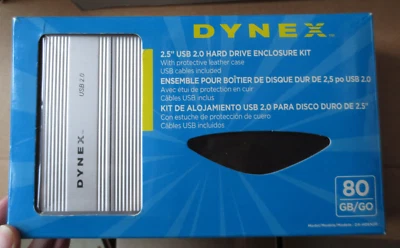 DYNEX
2.5" USB 2.0 HARD DRIVE ENCLOSURE KIT
With protective leather case
USB cables included
ENSEMBLE POUR BOÎTIER DE DISQUE DUR DE 2,5 po USB 2.0
Avec étui de protection en cuir
Câbles USB inclus
KIT DE ALOJAMIENTO USB 2.0 PARA DISCO DURO DE 2.5"
Con estuche de protección de cuero
Cables USB incluidos
USB 2.0
DYNEX
80
GB/GO